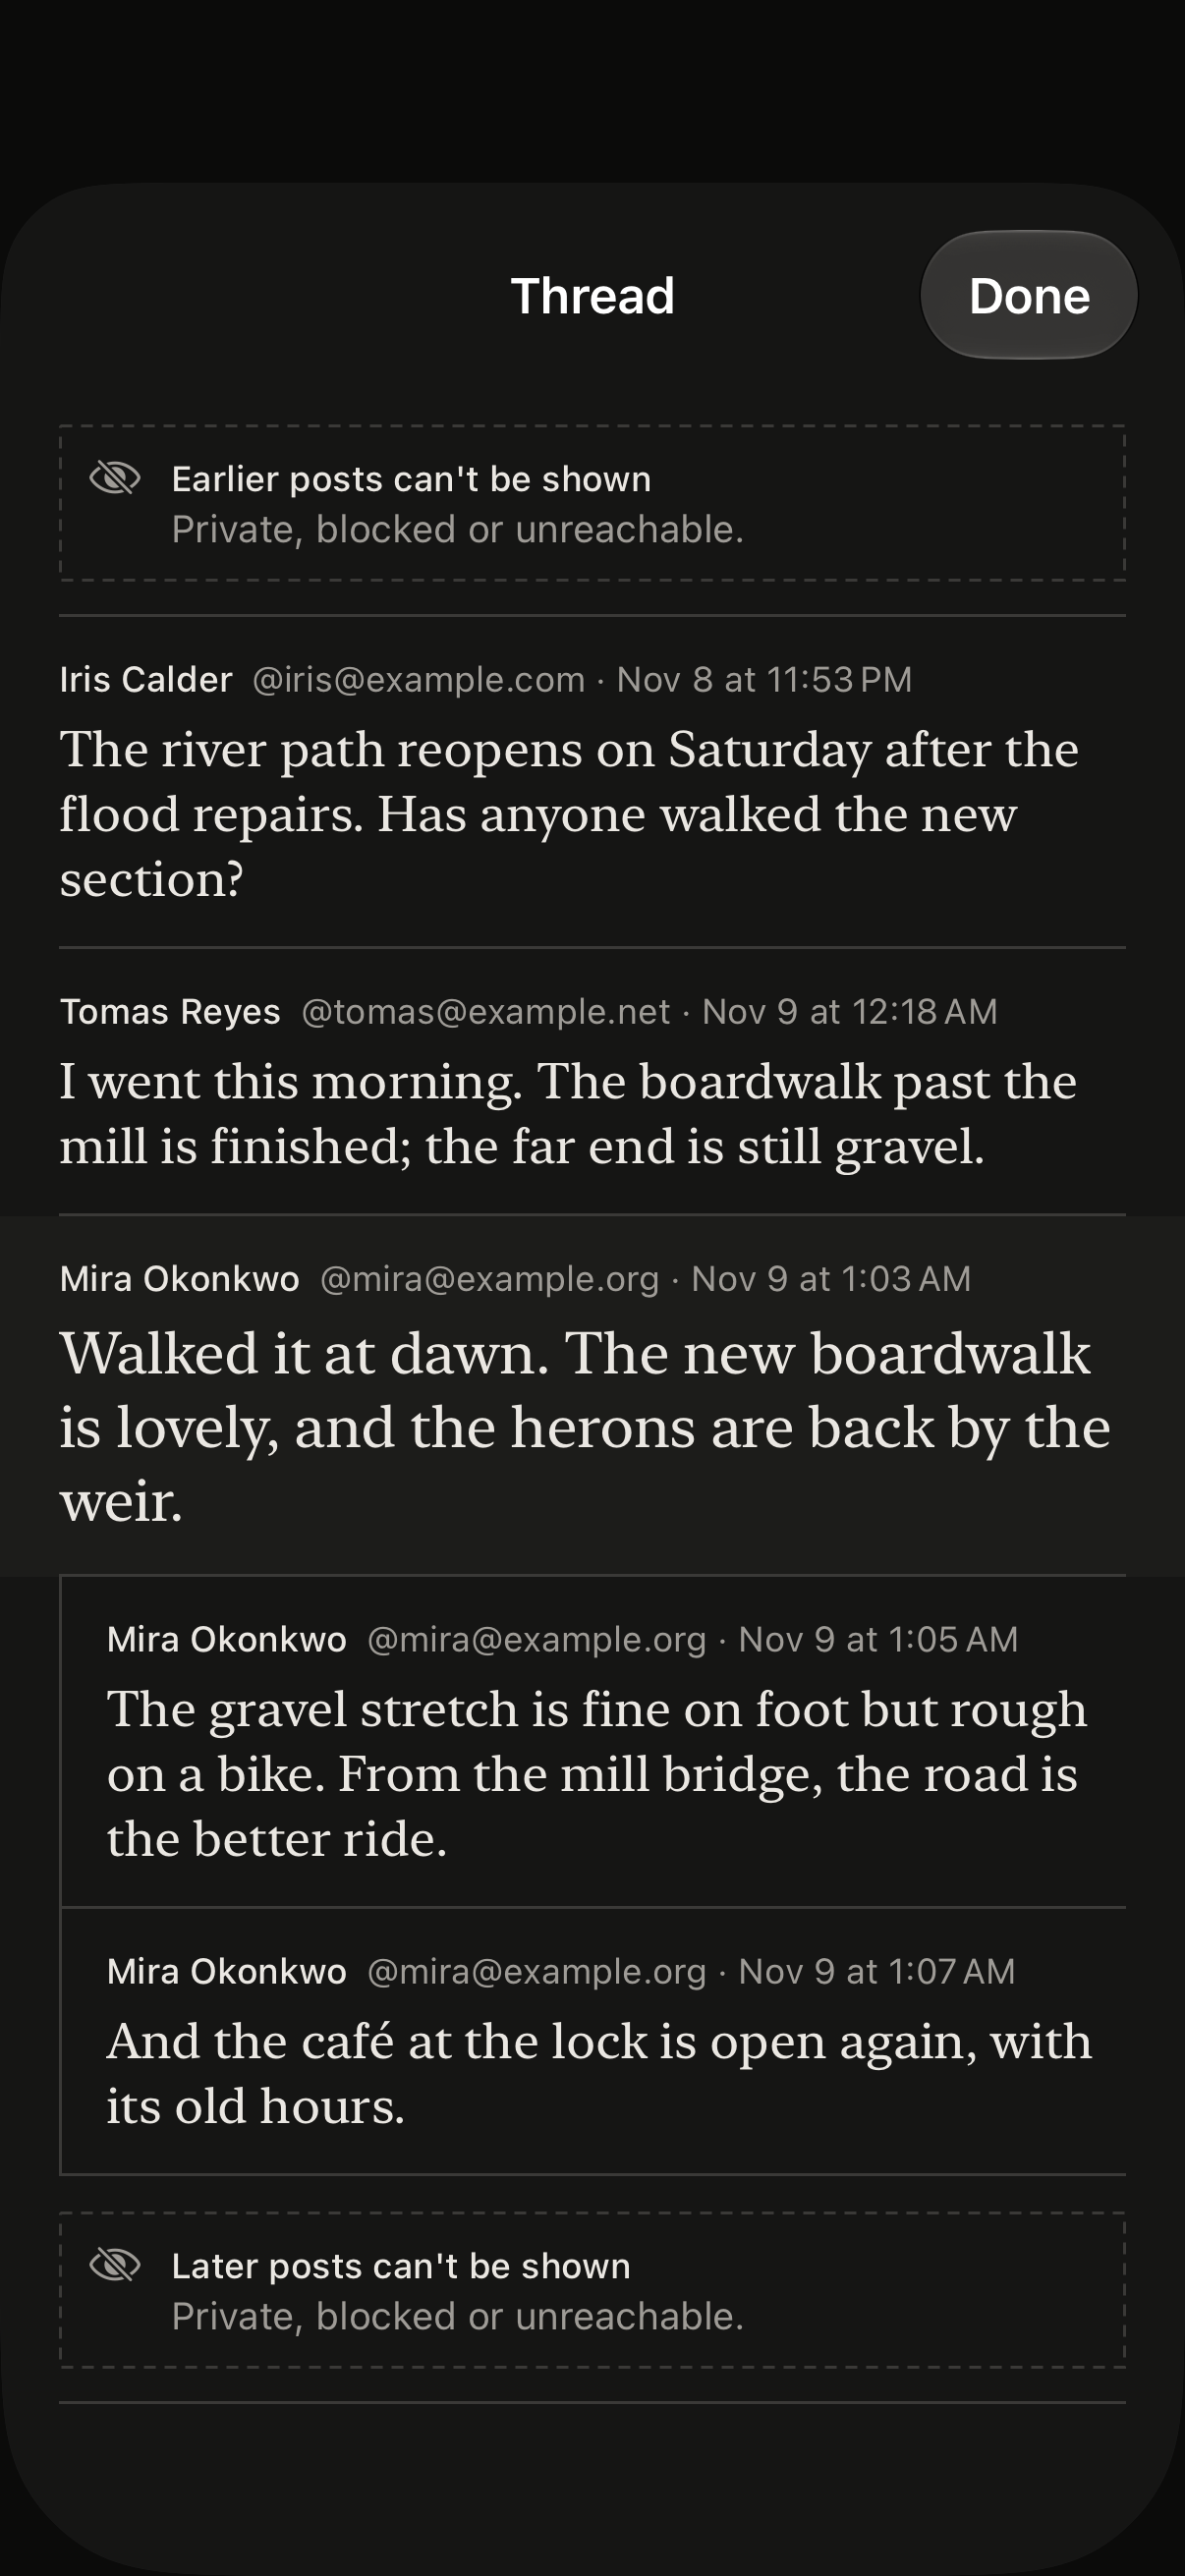 Thread
Done
Earlier posts can't be shown
Private, blocked or unreachable.
Iris Calder @iris@example.com · Nov 8 at 11:53 PM
The river path reopens on Saturday after the
flood repairs. Has anyone walked the new
section?
Tomas Reyes @tomas@example.net · Nov 9 at 12:18 AM
I went this morning. The boardwalk past the
mill is finished; the far end is still gravel.
Mira Okonkwo @mira@example.org · Nov 9 at 1:03 AM
Walked it at dawn. The new boardwalk
is lovely, and the herons are back by the
weir.
Mira Okonkwo @mira@example.org · Nov 9 at 1:05 AM
The gravel stretch is fine on foot but rough
on a bike. From the mill bridge, the road is
the better ride.
Mira Okonkwo @mira@example.org · Nov 9 at 1:07 AM
And the café at the lock is open again, with
its old hours.
Later posts can't be shown
Private, blocked or unreachable.